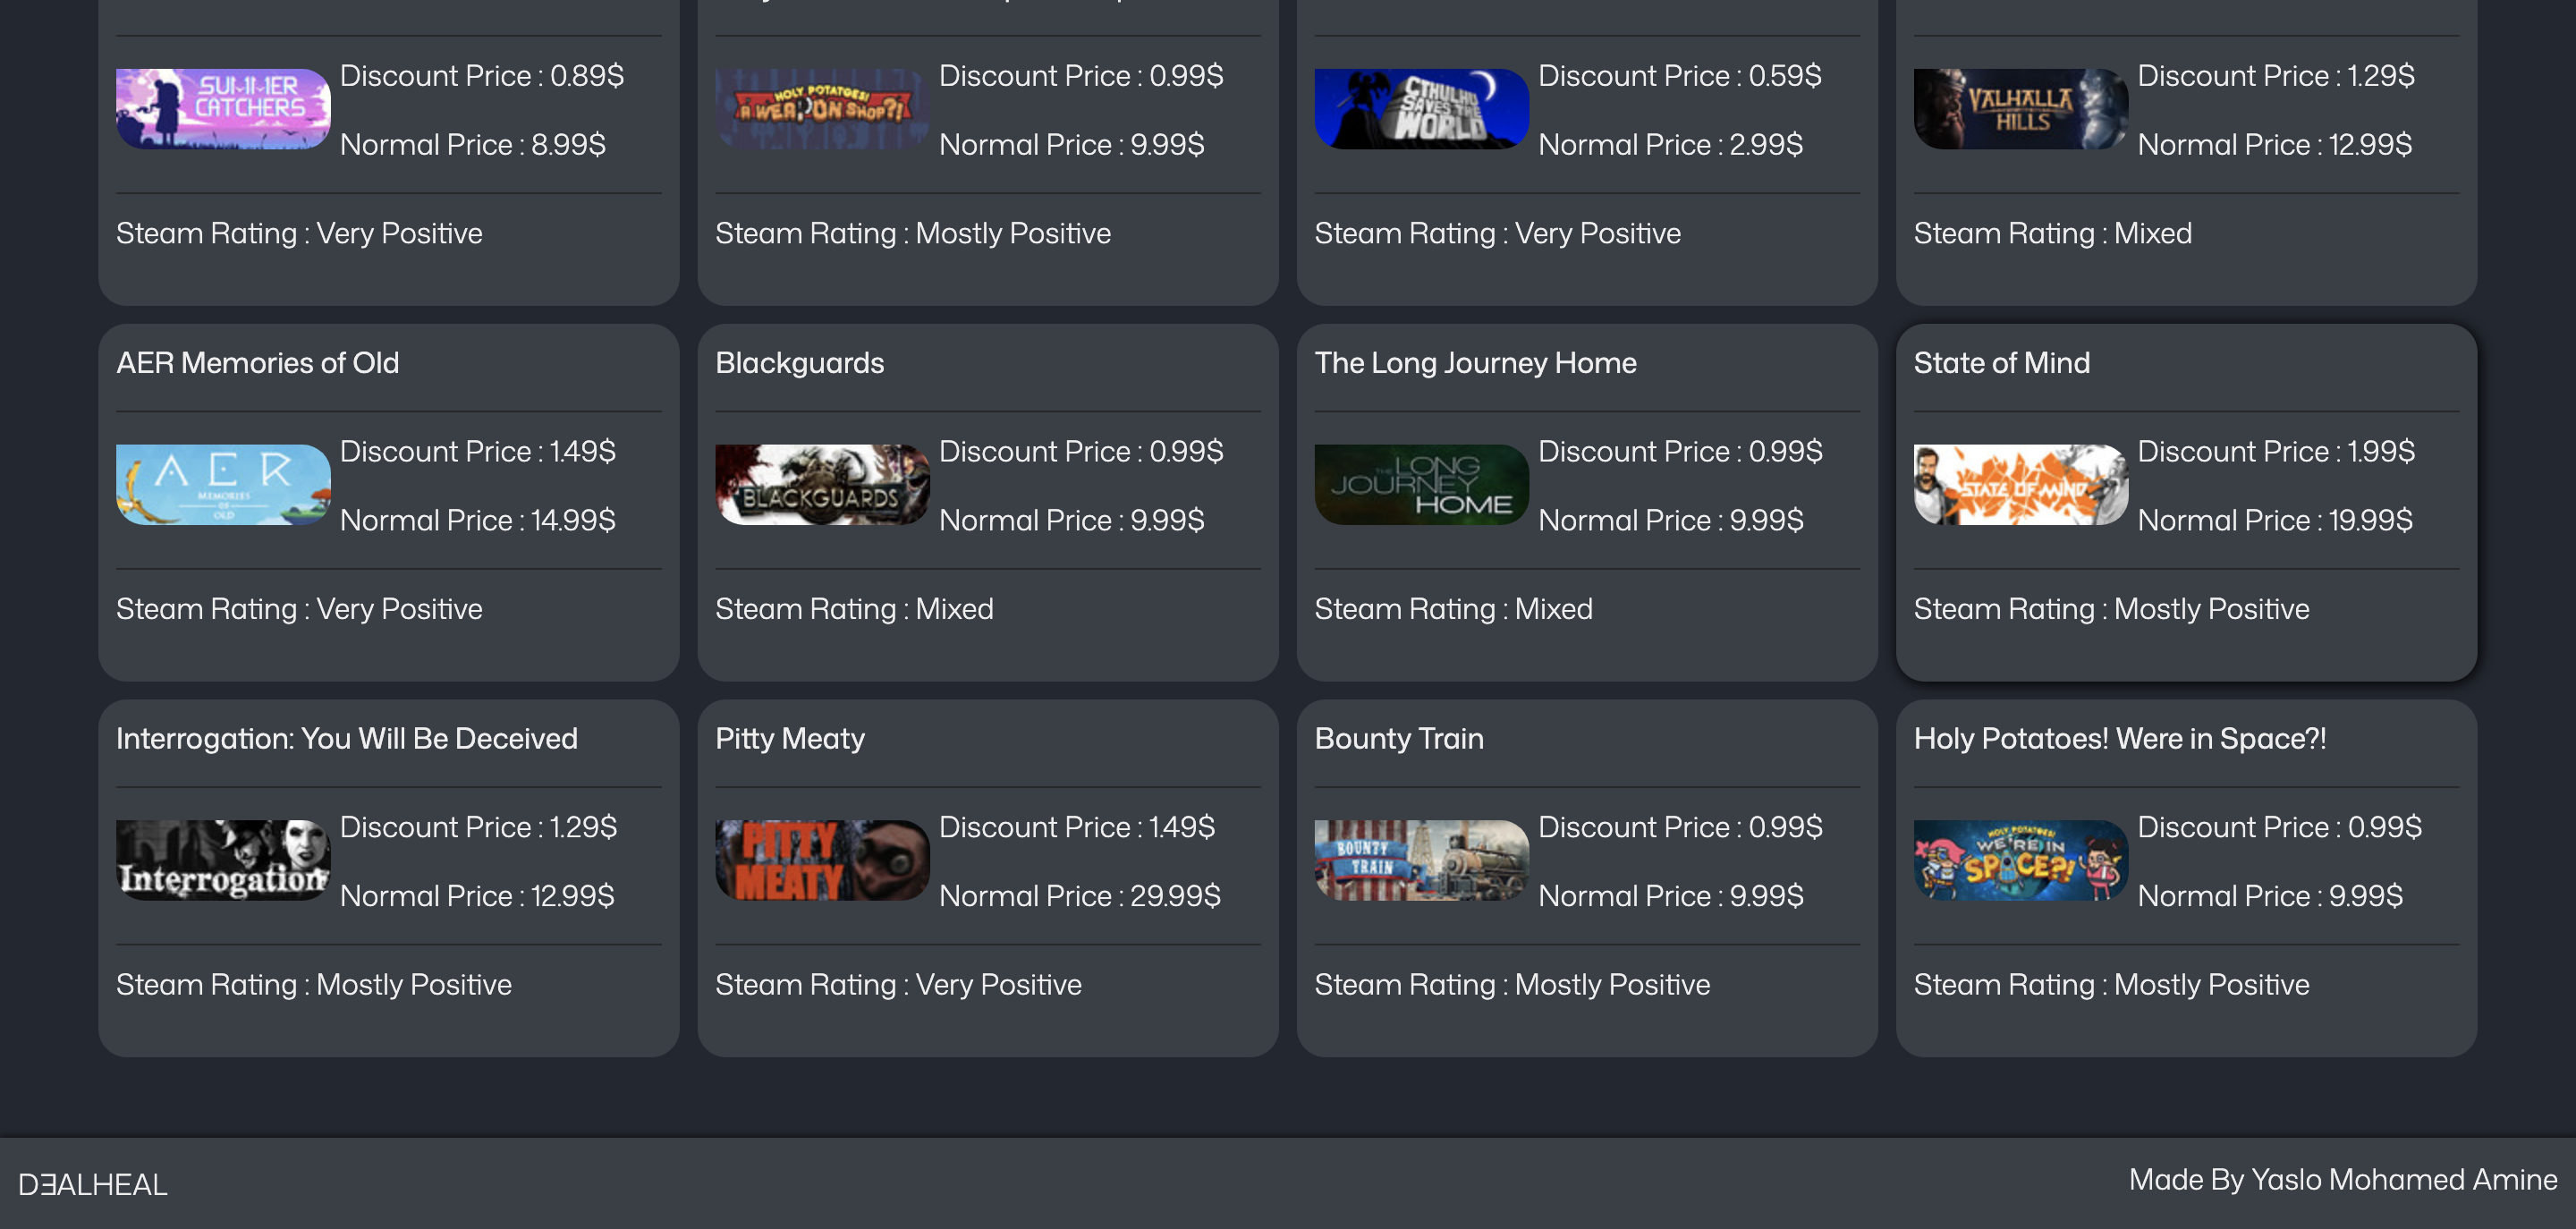 SUMMER
CATCHERS
Discount Price : 0.89$
Normal Price : 8.99$
Steam Rating : Very Positive
HOLY POTATOES!
A WEAPON SHOP?!
Discount Price : 0.99$
Normal Price : 9.99$
Steam Rating : Mostly Positive
CTHULHU
SAVES THE
WORLD
Discount Price : 0.59$
Normal Price : 2.99$
Steam Rating : Very Positive
VALHALLA
HILLS
Discount Price : 1.29$
Normal Price : 12.99$
Steam Rating : Mixed
AER Memories of Old
AER
MEMORIES
OF
OLD
Discount Price : 1.49$
Normal Price : 14.99$
Steam Rating : Very Positive
Blackguards
BLACKGUARDS
Discount Price : 0.99$
Normal Price : 9.99$
Steam Rating : Mixed
The Long Journey Home
THE LONG
JOURNEY
HOME
Discount Price : 0.99$
Normal Price : 9.99$
Steam Rating : Mixed
State of Mind
STATE OF MIND
Discount Price : 1.99$
Normal Price : 19.99$
Steam Rating : Mostly Positive
Interrogation: You Will Be Deceived
Interrogation
Discount Price : 1.29$
Normal Price : 12.99$
Steam Rating : Mostly Positive
Pitty Meaty
PITTY
MEATY
Discount Price : 1.49$
Normal Price : 29.99$
Steam Rating : Very Positive
Bounty Train
BOUNTY
TRAIN
Discount Price : 0.99$
Normal Price : 9.99$
Steam Rating : Mostly Positive
Holy Potatoes! Were in Space?!
HOLY POTATOES!
WE'RE IN
SPACE?!
Discount Price : 0.99$
Normal Price : 9.99$
Steam Rating : Mostly Positive
DƎALHEAL
Made By Yaslo Mohamed Amine